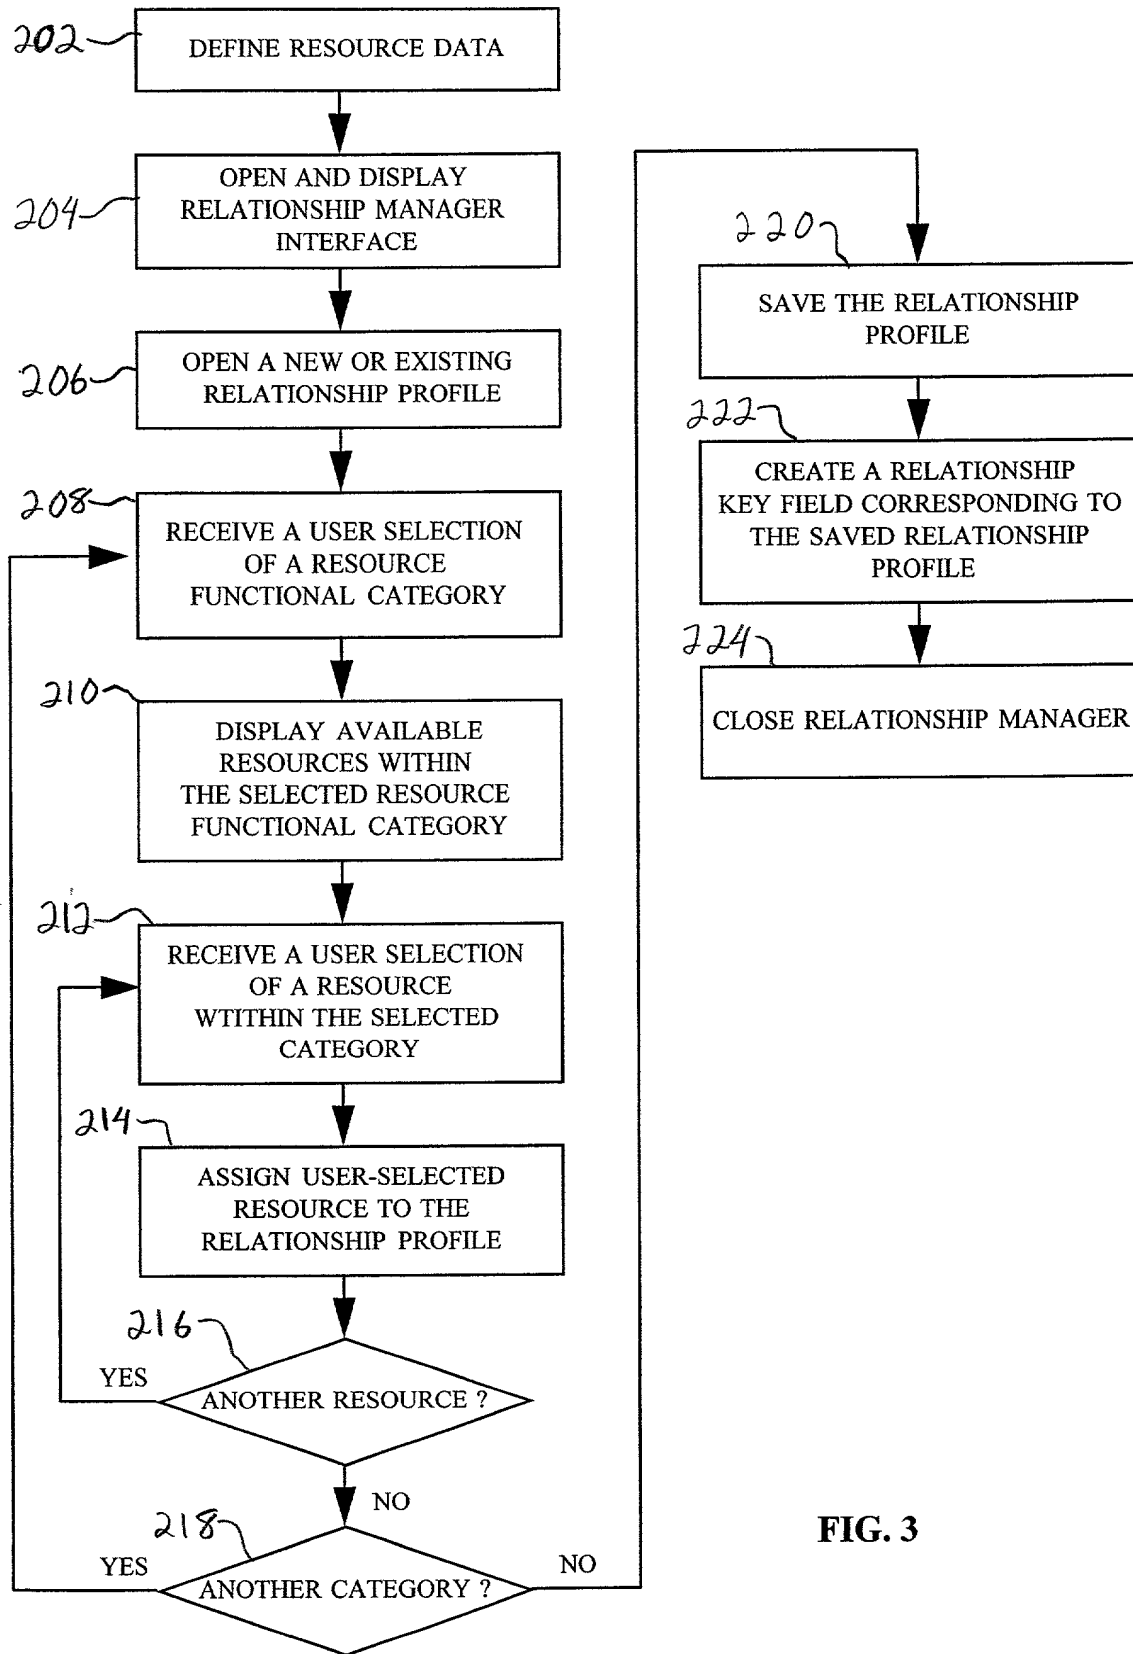 202
DEFINE RESOURCE DATA
204
OPEN AND DISPLAY
RELATIONSHIP MANAGER
INTERFACE
206
OPEN A NEW OR EXISTING
RELATIONSHIP PROFILE
208
RECEIVE A USER SELECTION
OF A RESOURCE
FUNCTIONAL CATEGORY
210
DISPLAY AVAILABLE
RESOURCES WITHIN
THE SELECTED RESOURCE
FUNCTIONAL CATEGORY
212
RECEIVE A USER SELECTION
OF A RESOURCE
WTITHIN THE SELECTED
CATEGORY
214
ASSIGN USER-SELECTED
RESOURCE TO THE
RELATIONSHIP PROFILE
216
YES
ANOTHER RESOURCE ?
NO
218
YES
ANOTHER CATEGORY ?
NO
220
SAVE THE RELATIONSHIP
PROFILE
222
CREATE A RELATIONSHIP
KEY FIELD CORRESPONDING TO
THE SAVED RELATIONSHIP
PROFILE
224
CLOSE RELATIONSHIP MANAGER
FIG. 3